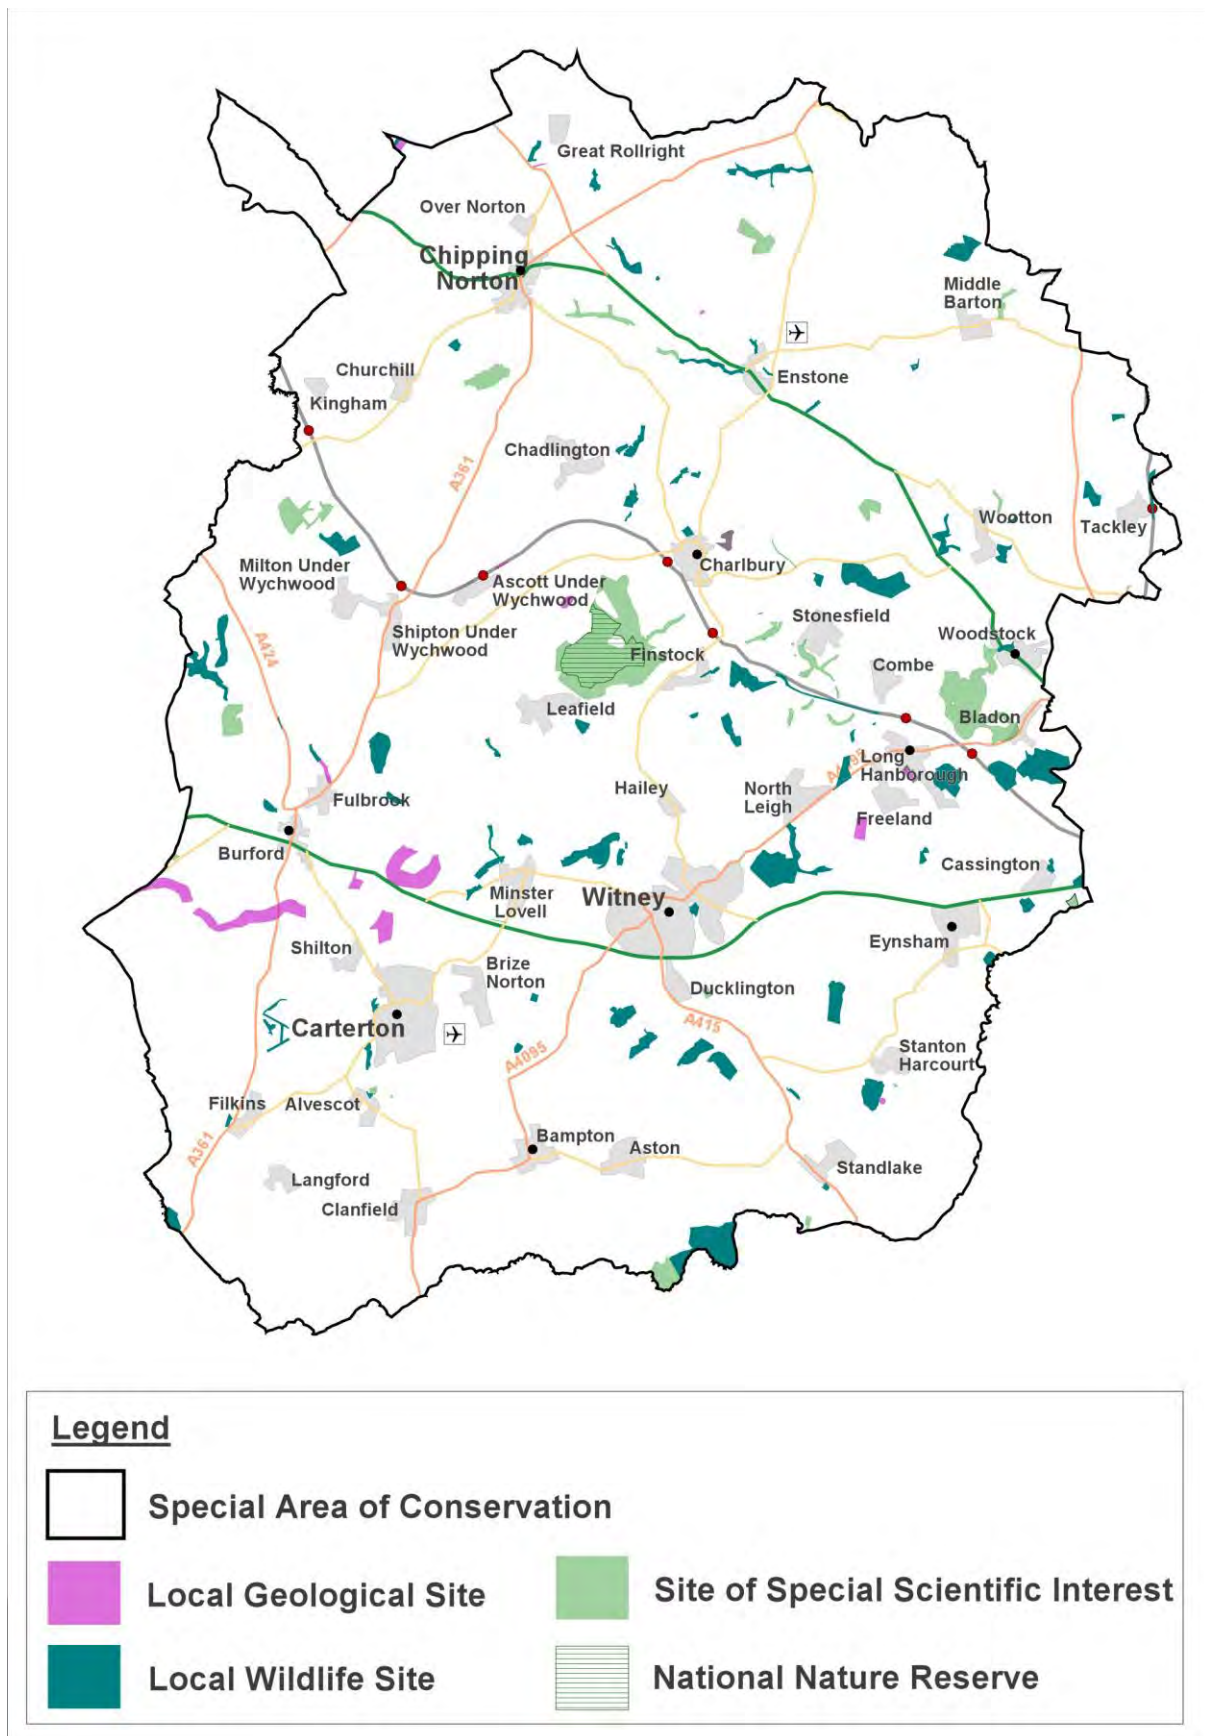 Great Rollright
Over Norton
Chipping
Norton
Middle
Barton
Churchill
Kingham
Enstone
Chadlington
A361
Wootton
Tackley
Milton Under
Wychwood
Ascott Under
Wychwood
Charlbury
Stonesfield
Shipton Under
Wychwood
A424
Finstock
Woodstock
Combe
Leafield
Bladon
Long
Hanborough
A4095
Hailey
North
Leigh
Freeland
Fulbrook
Burford
Cassington
Minster
Lovell
Witney
Eynsham
Shilton
Brize
Norton
Ducklington
Carterton
A415
A4095
Stanton
Harcourt
Filkins
Alvescot
A361
Bampton
Aston
Standlake
Langford
Clanfield
Legend
Special Area of Conservation
Local Geological Site
Site of Special Scientific Interest
Local Wildlife Site
National Nature Reserve